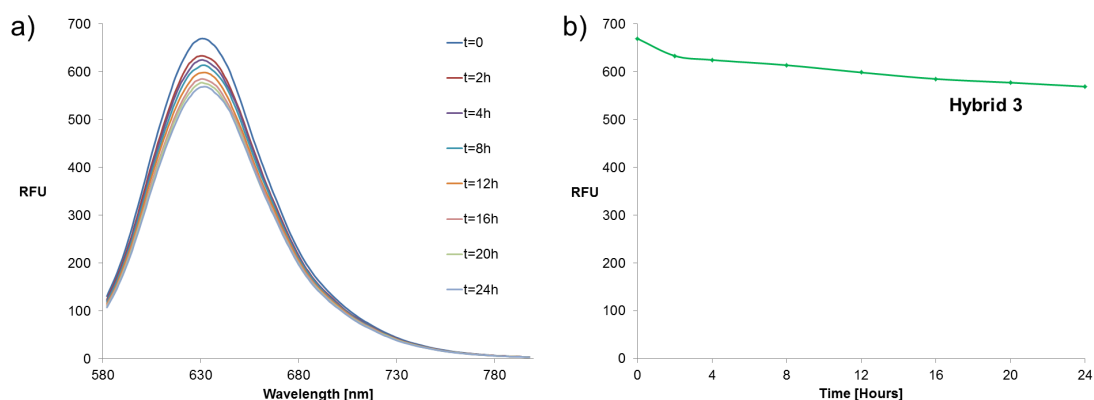 a)
700
600
500
400
300
200
100
0
RFU
580 630 680 730 780
Wavelength [nm]
t=0
t=2h
t=4h
t=8h
t=12h
t=16h
t=20h
t=24h
b)
700
600
500
400
300
200
100
0
RFU
Hybrid 3
0 4 8 12 16 20 24
Time [Hours]